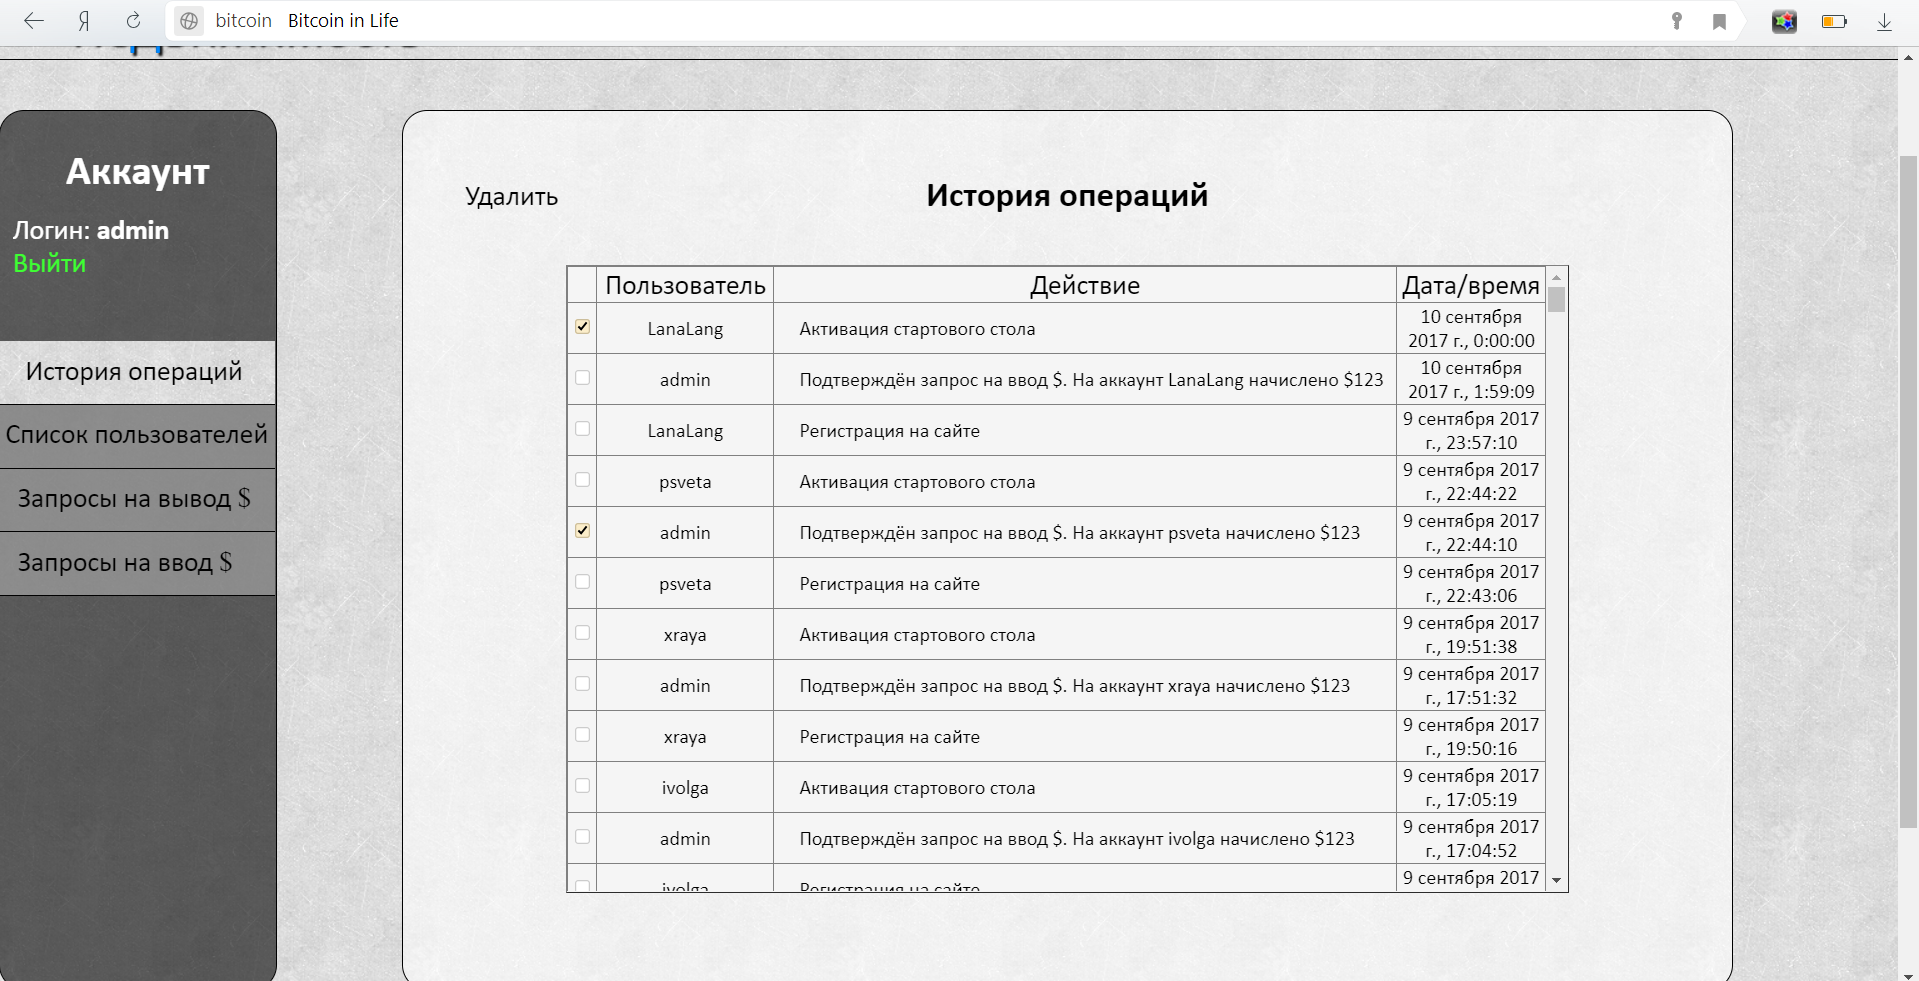 bitcoin Bitcoin in Life
Аккаунт
Логин: admin
Выйти
История операций
Список пользователей
Запросы на вывод $
Запросы на ввод $
Удалить
История операций
Пользователь Действие Дата/время
LanaLang Активация стартового стола 10 сентября
2017 г., 0:00:00
admin Подтверждён запрос на ввод $. На аккаунт LanaLang начислено $123 10 сентября
2017 г., 1:59:09
LanaLang Регистрация на сайте 9 сентября 2017
г., 23:57:10
psveta Активация стартового стола 9 сентября 2017
г., 22:44:22
admin Подтверждён запрос на ввод $. На аккаунт psveta начислено $123 9 сентября 2017
г., 22:44:10
psveta Регистрация на сайте 9 сентября 2017
г., 22:43:06
xraya Активация стартового стола 9 сентября 2017
г., 19:51:38
admin Подтверждён запрос на ввод $. На аккаунт xraya начислено $123 9 сентября 2017
г., 17:51:32
xraya Регистрация на сайте 9 сентября 2017
г., 19:50:16
ivolga Активация стартового стола 9 сентября 2017
г., 17:05:19
admin Подтверждён запрос на ввод $. На аккаунт ivolga начислено $123 9 сентября 2017
г., 17:04:52
ivolga Регистрация на сайте 9 сентября 2017